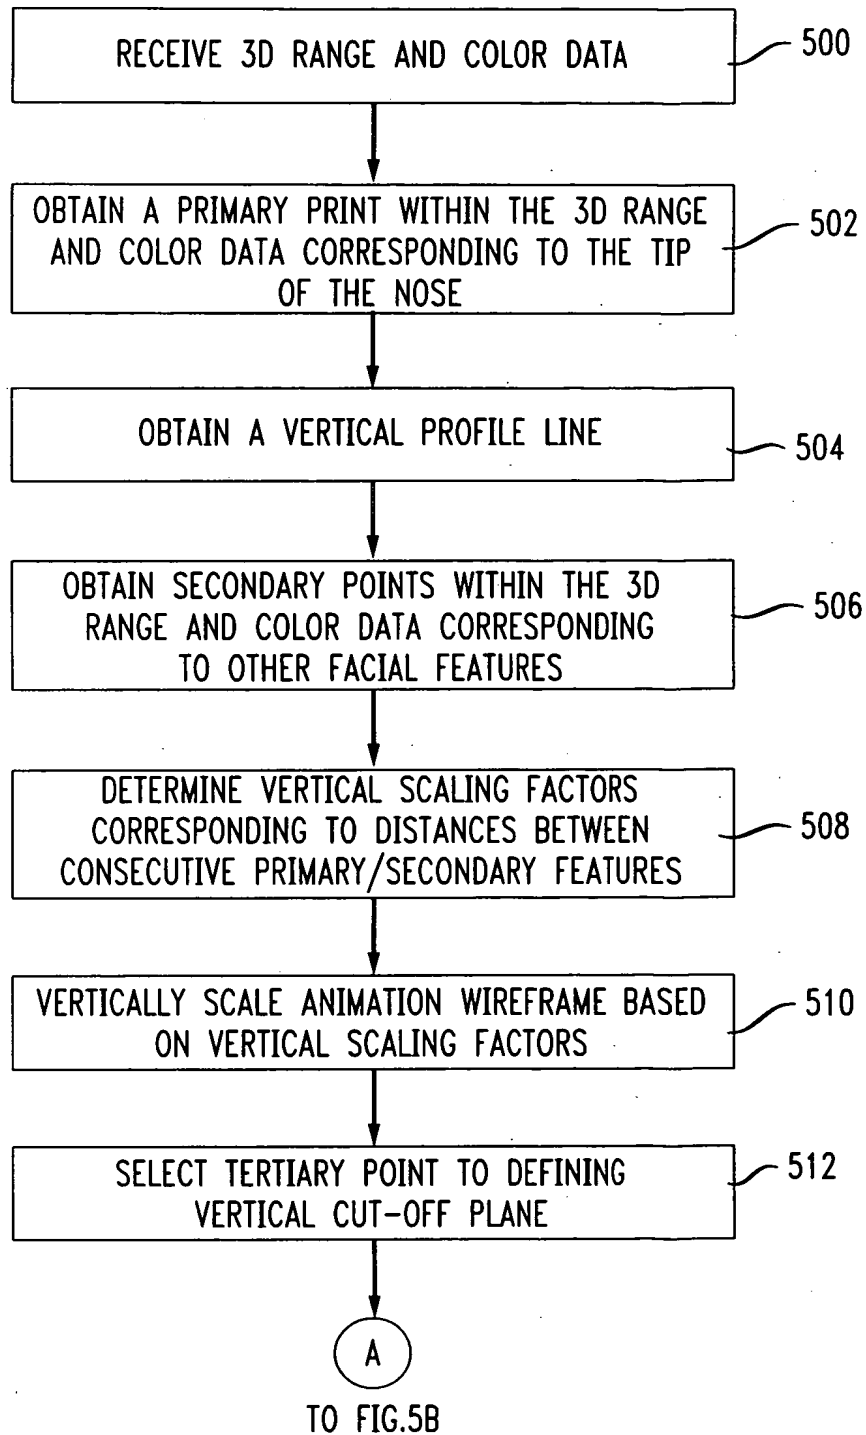 RECEIVE 3D RANGE AND COLOR DATA
500
OBTAIN A PRIMARY PRINT WITHIN THE 3D RANGE
AND COLOR DATA CORRESPONDING TO THE TIP
OF THE NOSE
502
OBTAIN A VERTICAL PROFILE LINE
504
OBTAIN SECONDARY POINTS WITHIN THE 3D
RANGE AND COLOR DATA CORRESPONDING
TO OTHER FACIAL FEATURES
506
DETERMINE VERTICAL SCALING FACTORS
CORRESPONDING TO DISTANCES BETWEEN
CONSECUTIVE PRIMARY/SECONDARY FEATURES
508
VERTICALLY SCALE ANIMATION WIREFRAME BASED
ON VERTICAL SCALING FACTORS
510
SELECT TERTIARY POINT TO DEFINING
VERTICAL CUT-OFF PLANE
512
A
TO FIG.5B